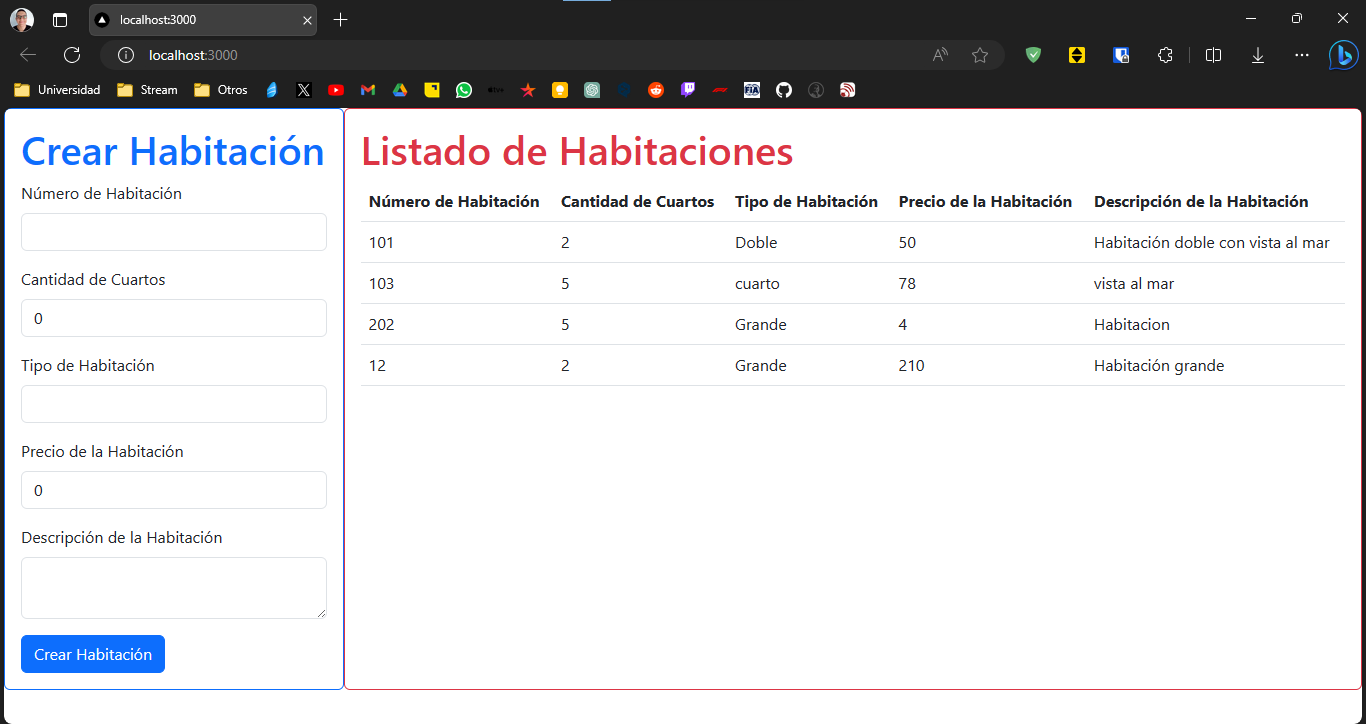 localhost:3000
localhost:3000
Universidad Stream Otros
Crear Habitación
Número de Habitación
Cantidad de Cuartos
0
Tipo de Habitación
Precio de la Habitación
0
Descripción de la Habitación
Crear Habitación
Listado de Habitaciones
Número de Habitación Cantidad de Cuartos Tipo de Habitación Precio de la Habitación Descripción de la Habitación
101 2 Doble 50 Habitación doble con vista al mar
103 5 cuarto 78 vista al mar
202 5 Grande 4 Habitacion
12 2 Grande 210 Habitación grande